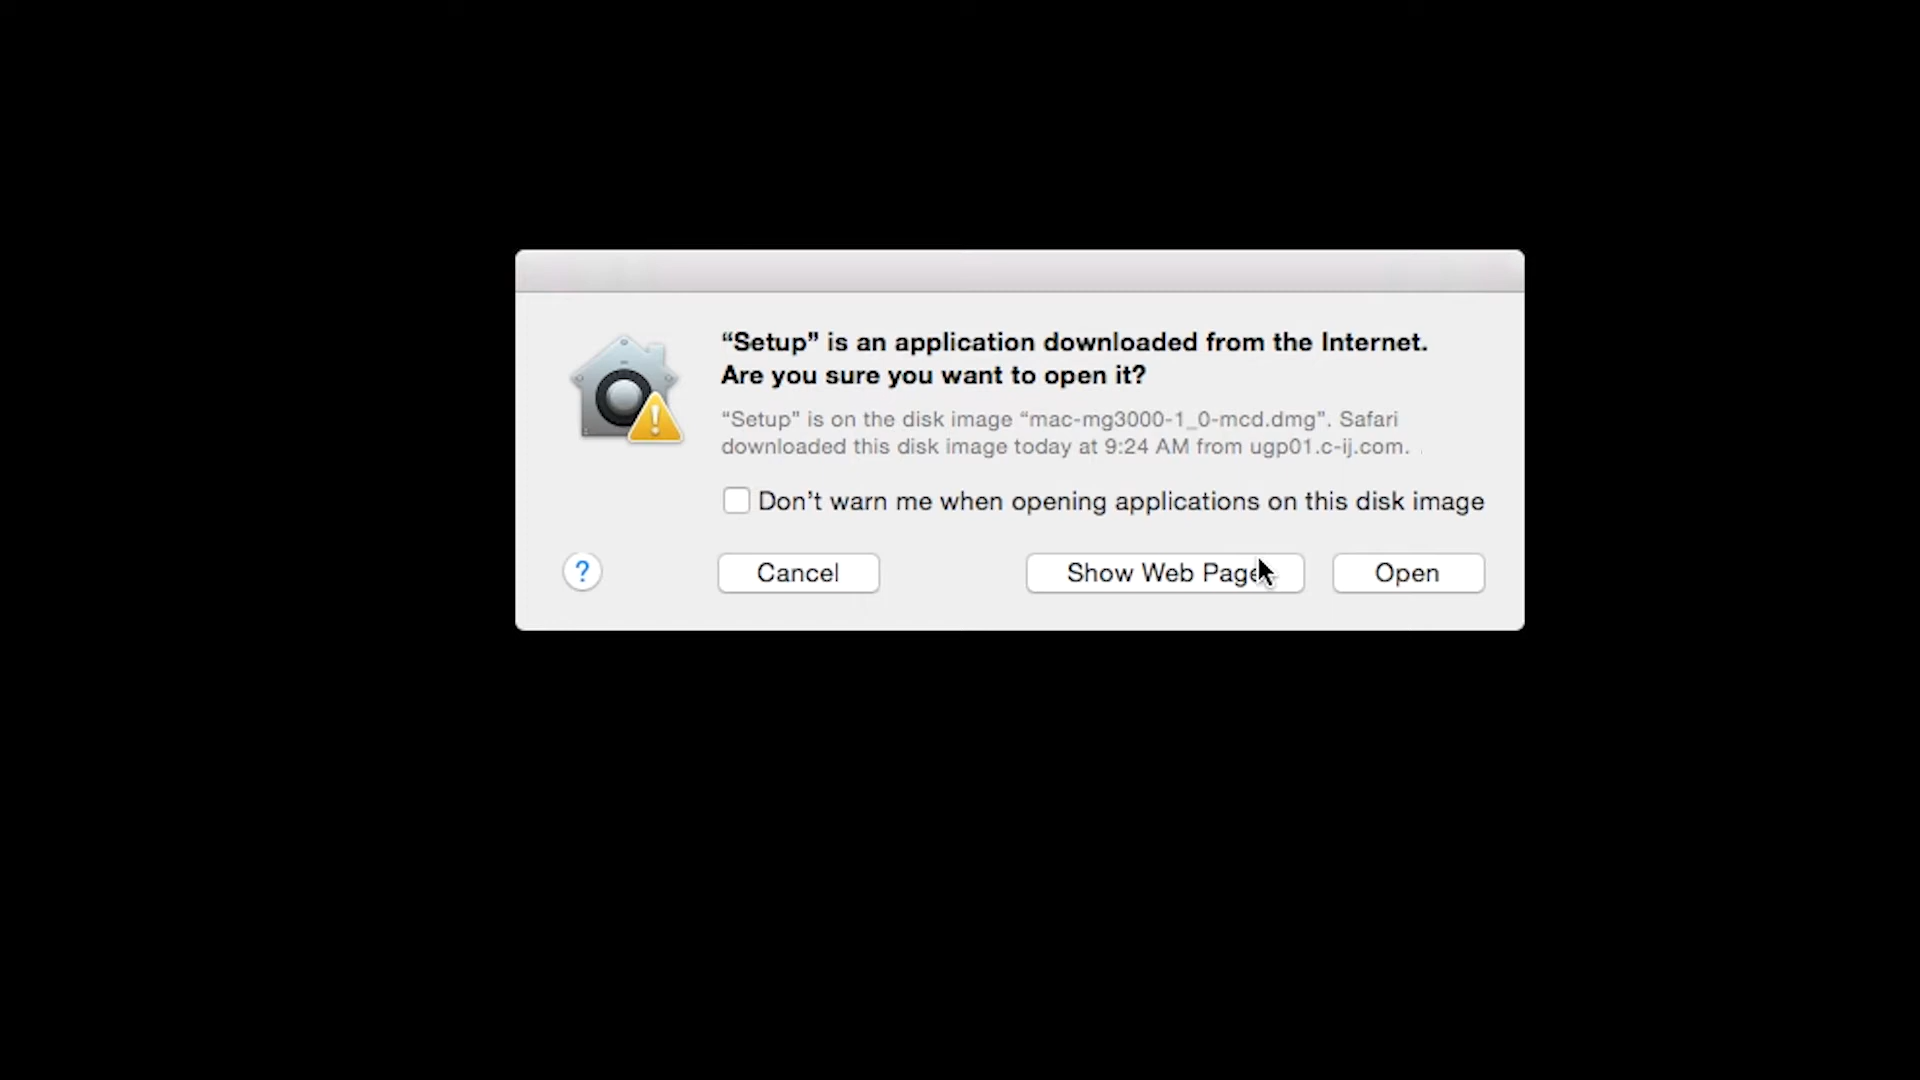 “Setup” is an application downloaded from the Internet.
Are you sure you want to open it?
“Setup” is on the disk image “mac-mg3000-1_0-mcd.dmg”. Safari
downloaded this disk image today at 9:24 AM from ugp01.c-ij.com.
Don’t warn me when opening applications on this disk image
? Cancel Show Web Page Open